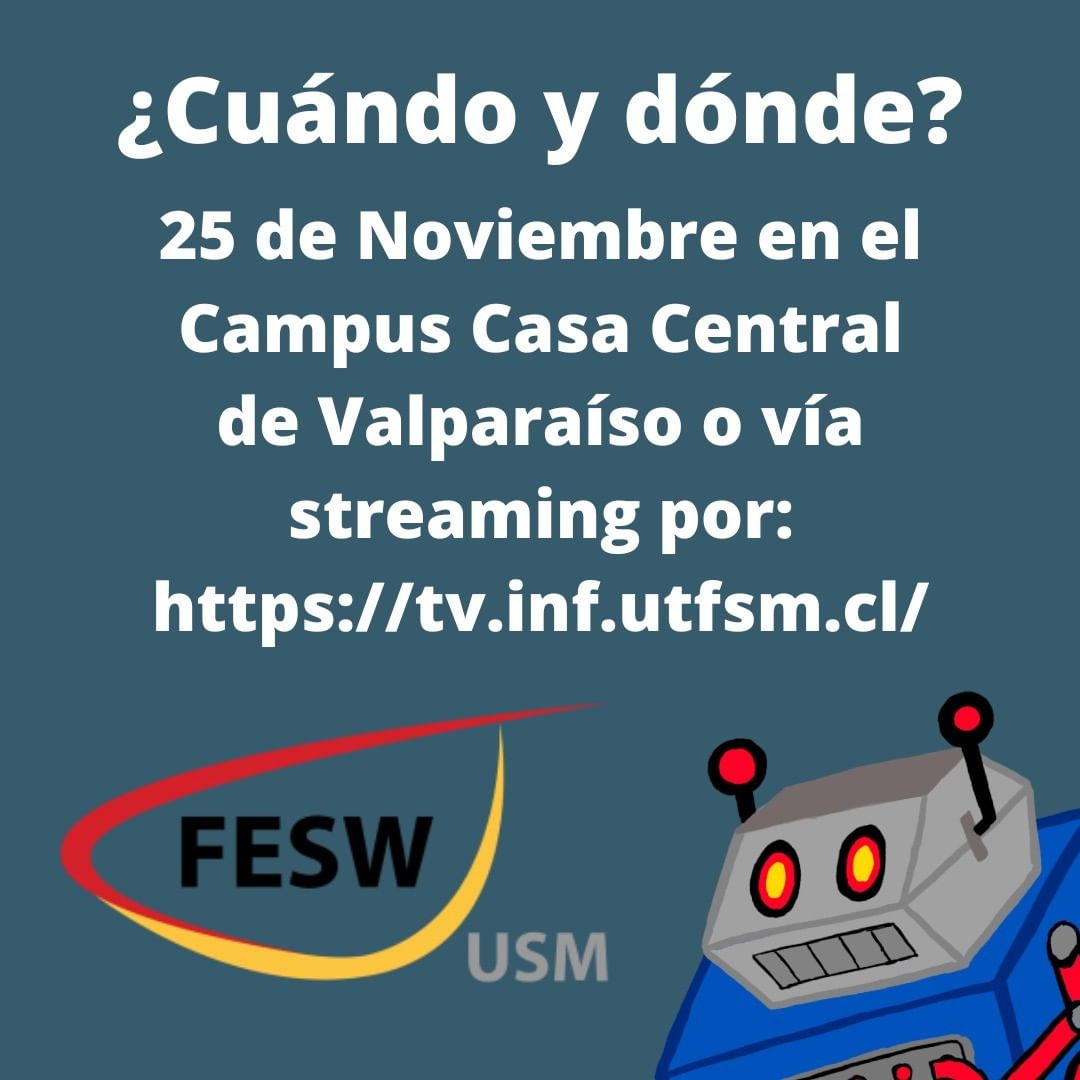 ¿Cuándo y dónde?
25 de Noviembre en el
Campus Casa Central
de Valparaíso o vía
streaming por:
https://tv.inf.utfsm.cl/
FESW
USM